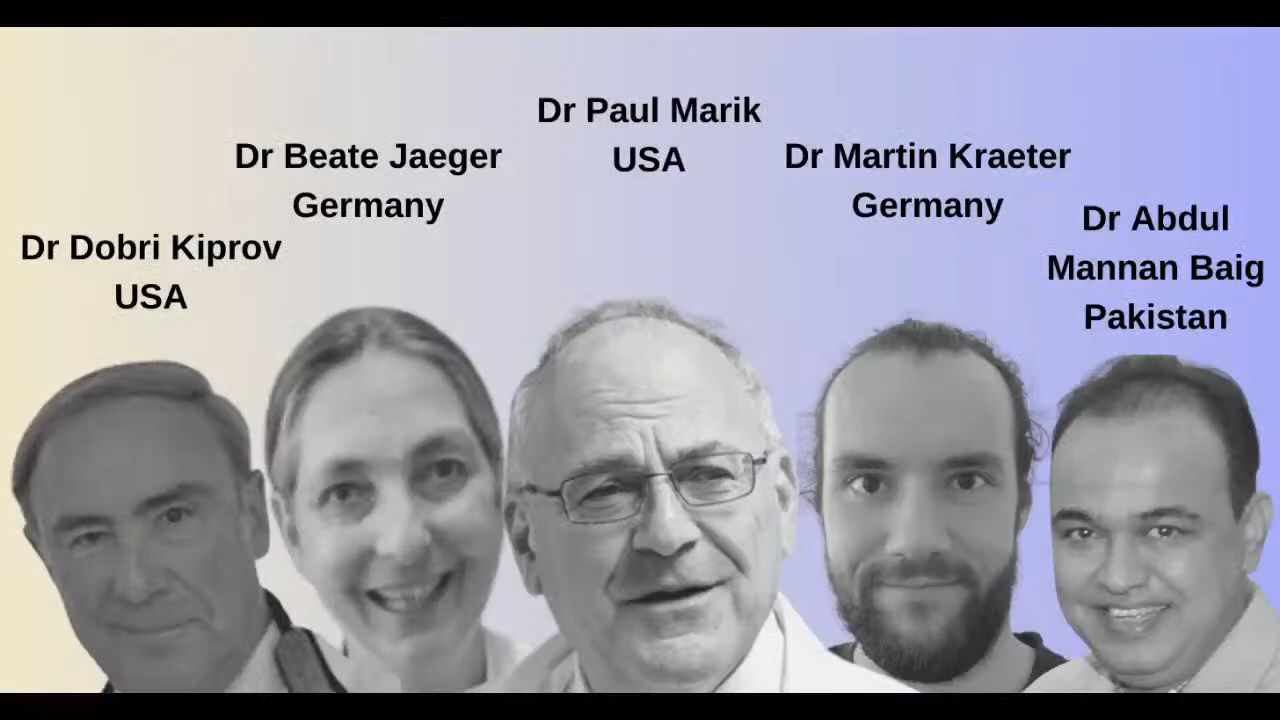 Dr Dobri Kiprov
USA
Dr Beate Jaeger
Germany
Dr Paul Marik
USA
Dr Martin Kraeter
Germany
Dr Abdul
Mannan Baig
Pakistan